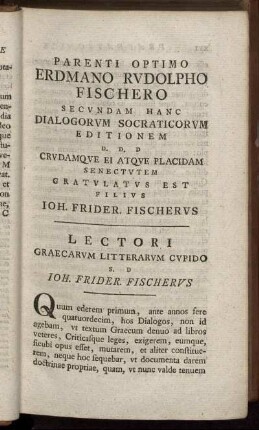 PARENTI OPTIMO
ERDMANO RVDOLPHO
FISCHERO
SECVNDAM HANC
DIALOGORVM SOCRATICORVM
EDITIONEM
U. D. D
CRVDAMQVE EI ATQVE PLACIDAM
SENECTVTEM
GRATVLATVS EST
FILIVS
IOH. FRIDER. FISCHERVS
LECTORI
GRAECARVM LITTERARVM CVPIDO
S. D
IOH. FRIDER. FISCHERVS
Quum ederem primum, ante annos fere
quatuordecim, hos Dialogos, non id
agebam, vt textum Graecum denuo ad libros
veteres, Criticasque leges, exigerem, eumque,
sicubi opus esset, mutarem, et aliter constitue-
rem, neque hoc sequebar, vt documenta darem
doctrinae propriae, quam, vt nunc valde tenuem